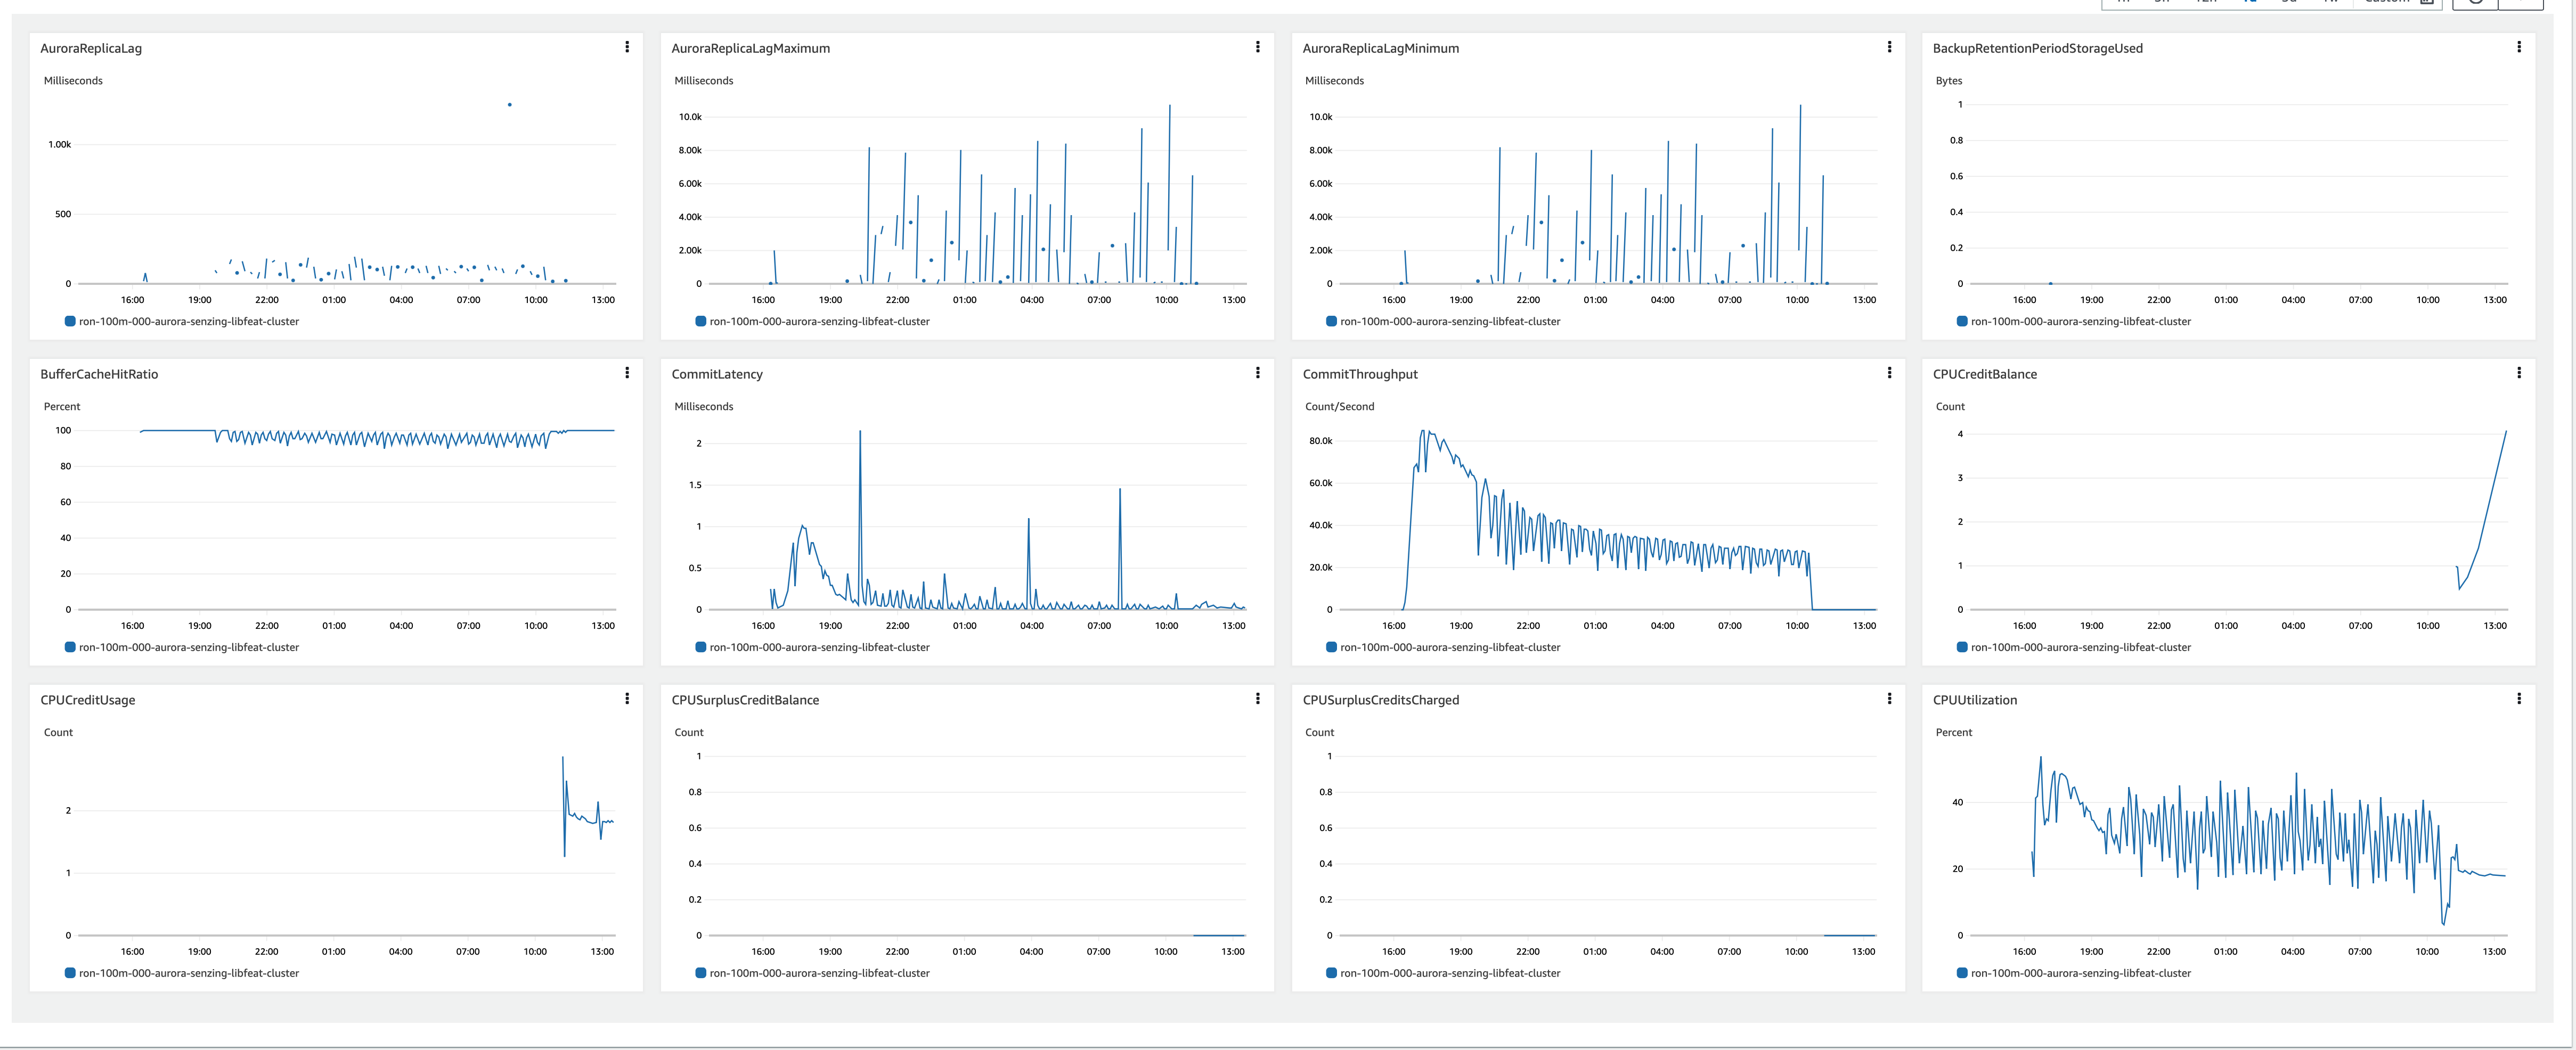 AuroraReplicaLag
Milliseconds
1.00k
500
0
16:00 19:00 22:00 01:00 04:00 07:00 10:00 13:00
ron-100m-000-aurora-senzing-libfeat-cluster
AuroraReplicaLagMaximum
Milliseconds
10.0k
8.00k
6.00k
4.00k
2.00k
0
16:00 19:00 22:00 01:00 04:00 07:00 10:00 13:00
ron-100m-000-aurora-senzing-libfeat-cluster
AuroraReplicaLagMinimum
Milliseconds
10.0k
8.00k
6.00k
4.00k
2.00k
0
16:00 19:00 22:00 01:00 04:00 07:00 10:00 13:00
ron-100m-000-aurora-senzing-libfeat-cluster
BackupRetentionPeriodStorageUsed
Bytes
1
0.8
0.6
0.4
0.2
0
16:00 19:00 22:00 01:00 04:00 07:00 10:00 13:00
ron-100m-000-aurora-senzing-libfeat-cluster
BufferCacheHitRatio
Percent
100
80
60
40
20
0
16:00 19:00 22:00 01:00 04:00 07:00 10:00 13:00
ron-100m-000-aurora-senzing-libfeat-cluster
CommitLatency
Milliseconds
2
1.5
1
0.5
0
16:00 19:00 22:00 01:00 04:00 07:00 10:00 13:00
ron-100m-000-aurora-senzing-libfeat-cluster
CommitThroughput
Count/Second
80.0k
60.0k
40.0k
20.0k
0
16:00 19:00 22:00 01:00 04:00 07:00 10:00 13:00
ron-100m-000-aurora-senzing-libfeat-cluster
CPUCreditBalance
Count
4
3
2
1
0
16:00 19:00 22:00 01:00 04:00 07:00 10:00 13:00
ron-100m-000-aurora-senzing-libfeat-cluster
CPUCreditUsage
Count
2
1
0
16:00 19:00 22:00 01:00 04:00 07:00 10:00 13:00
ron-100m-000-aurora-senzing-libfeat-cluster
CPUSurplusCreditBalance
Count
1
0.8
0.6
0.4
0.2
0
16:00 19:00 22:00 01:00 04:00 07:00 10:00 13:00
ron-100m-000-aurora-senzing-libfeat-cluster
CPUSurplusCreditsCharged
Count
1
0.8
0.6
0.4
0.2
0
16:00 19:00 22:00 01:00 04:00 07:00 10:00 13:00
ron-100m-000-aurora-senzing-libfeat-cluster
CPUUtilization
Percent
40
20
0
16:00 19:00 22:00 01:00 04:00 07:00 10:00 13:00
ron-100m-000-aurora-senzing-libfeat-cluster